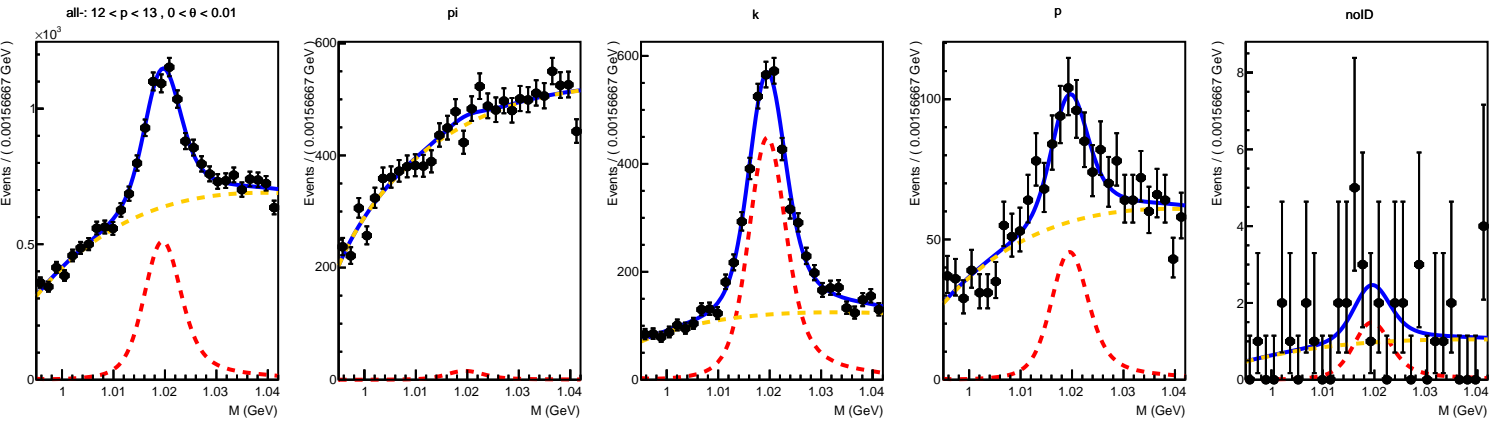 all-: 12 < p < 13 , 0 < θ < 0.01
×10³
Events / ( 0.00156667 GeV )
1
0.5
0
1 1.01 1.02 1.03 1.04
M (GeV)
pi
Events / ( 0.00156667 GeV )
600
400
200
0
1 1.01 1.02 1.03 1.04
M (GeV)
k
Events / ( 0.00156667 GeV )
600
400
200
0
1 1.01 1.02 1.03 1.04
M (GeV)
p
Events / ( 0.00156667 GeV )
100
50
0
1 1.01 1.02 1.03 1.04
M (GeV)
noID
Events / ( 0.00156667 GeV )
8
6
4
2
0
1 1.01 1.02 1.03 1.04
M (GeV)